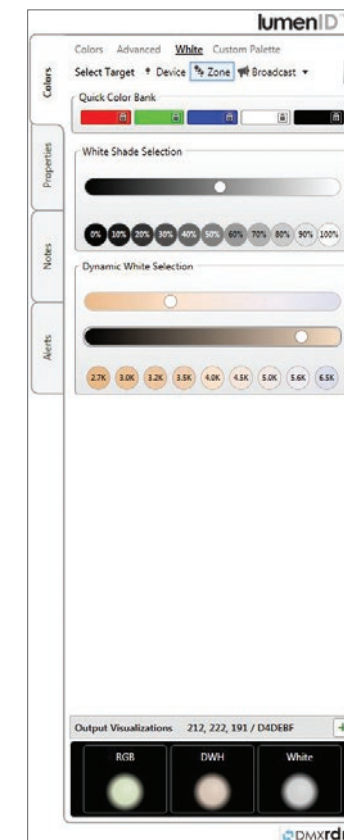 lumenID
Colors Advanced White Custom Palette
Select Target Device Zone Broadcast
Quick Color Bank
White Shade Selection
0% 10% 20% 30% 40% 50% 60% 70% 80% 90% 100%
Dynamic White Selection
2.7K 3.0K 3.2K 3.5K 4.0K 4.5K 5.0K 5.6K 6.5K
Colors
Properties
Notes
Alerts
Output Visualizations 212, 222, 191 / D4DEBF
RGB DWH White
DMXrd